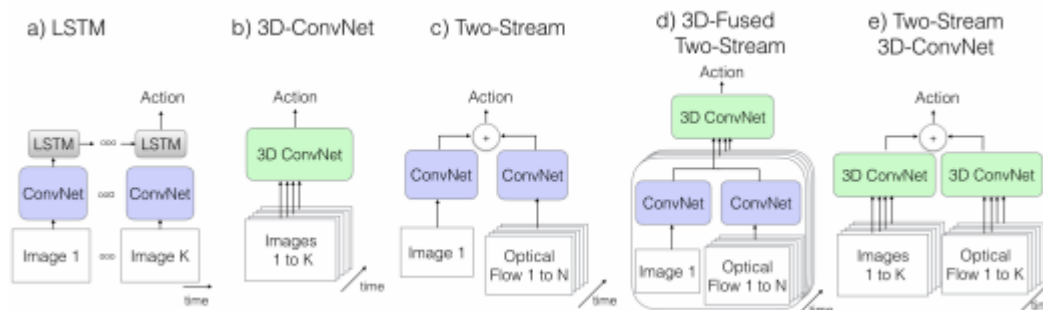 a) LSTM
Action
LSTM
LSTM
ConvNet
ConvNet
Image 1
Image K
time
b) 3D-ConvNet
Action
3D ConvNet
Images
1 to K
time
c) Two-Stream
Action
+
ConvNet
ConvNet
Image 1
Optical
Flow 1 to N
time
d) 3D-Fused
Two-Stream
Action
3D ConvNet
ConvNet
ConvNet
Image 1
Optical
Flow 1 to N
time
e) Two-Stream
3D-ConvNet
Action
+
3D ConvNet
3D ConvNet
Images
1 to K
Optical
Flow 1 to K
time